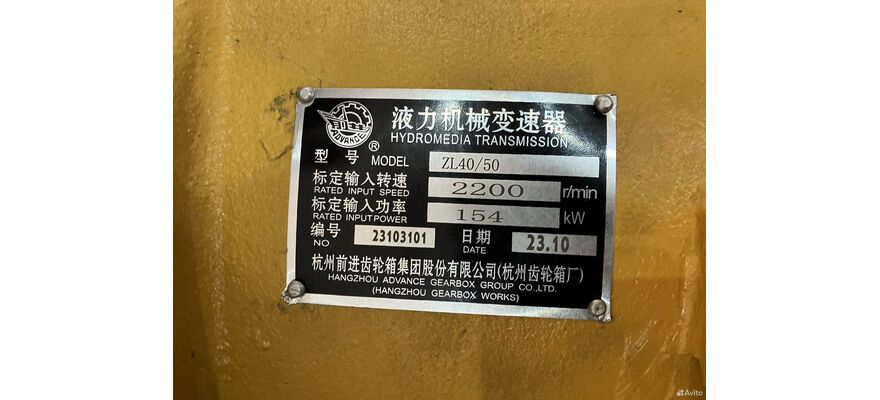 液力机械变速器
HYDROMEDIA TRANSMISSION
ADVANCE ®
型号 MODEL ZL40/50
标定输入转速 2200 r/min
RATED INPUT SPEED
标定输入功率 154 kW
RATED INPUT POWER
编号 23103101 日期 23.10
NO. DATE
杭州前进齿轮箱集团股份有限公司(杭州齿轮箱厂)
HANGZHOU ADVANCE GEARBOX GROUP CO.,LTD.
(HANGZHOU GEARBOX WORKS)
Avito